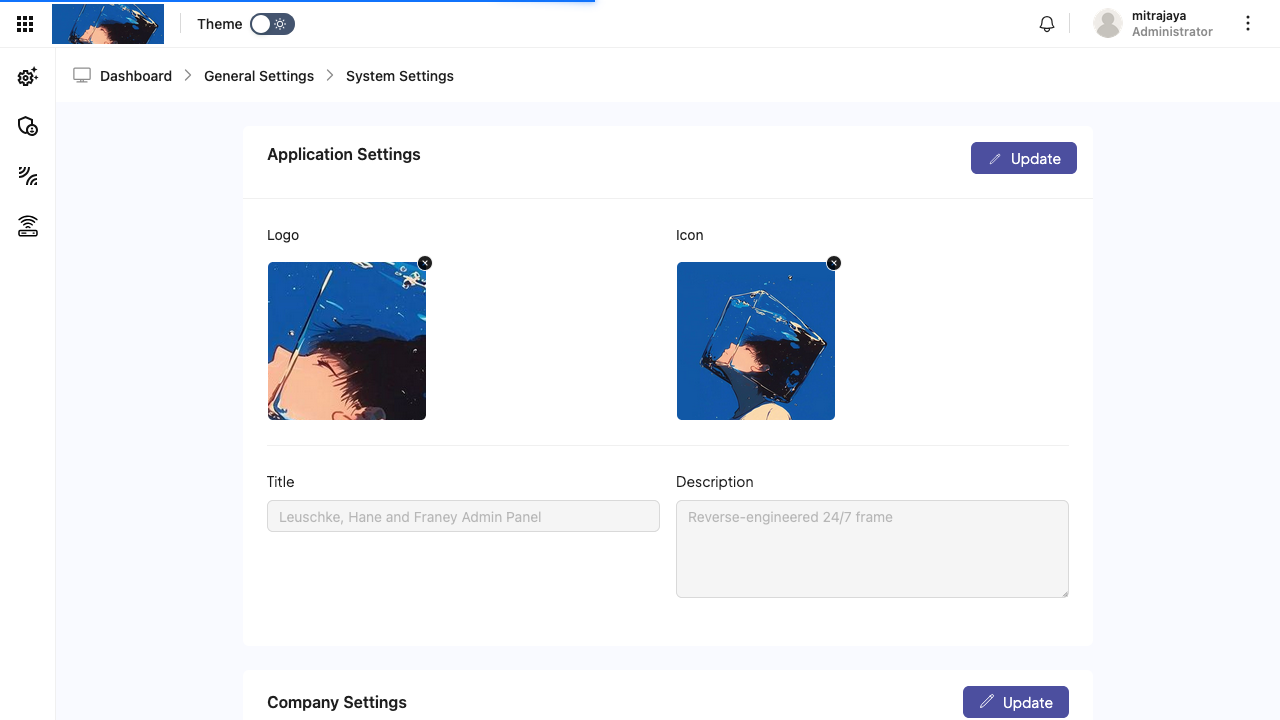 Theme
mitrajaya
Administrator
Dashboard
General Settings
System Settings
Application Settings
Update
Logo
Icon
Title
Description
Leuschke, Hane and Franey Admin Panel
Reverse-engineered 24/7 frame
Company Settings
Update